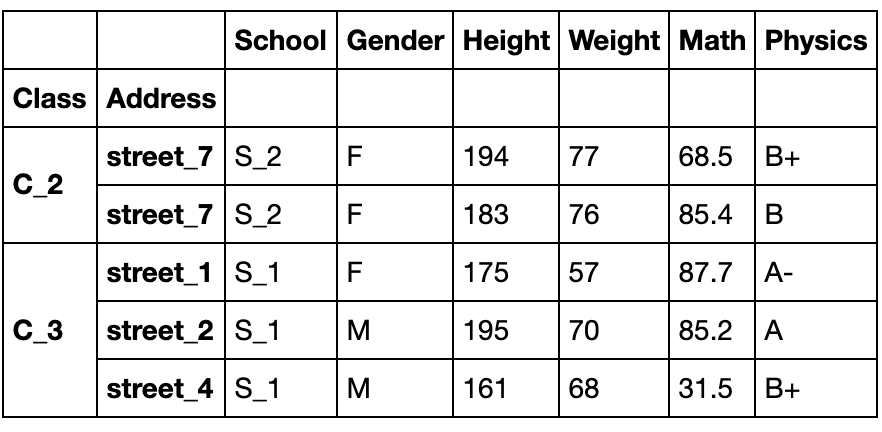 School Gender Height Weight Math Physics
Class Address
C_2 street_7 S_2 F 194 77 68.5 B+
street_7 S_2 F 183 76 85.4 B
C_3 street_1 S_1 F 175 57 87.7 A-
street_2 S_1 M 195 70 85.2 A
street_4 S_1 M 161 68 31.5 B+